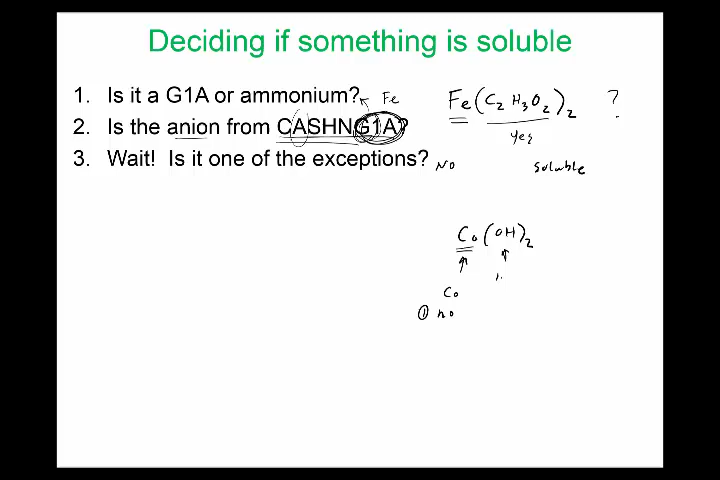 Deciding if something is soluble
1. Is it a G1A or ammonium? Fe
2. Is the anion from CASHNG1A?
3. Wait! Is it one of the exceptions? No
Fe(C2H3O2)2 ?
yes
soluble
Co(OH)2
Co
① no